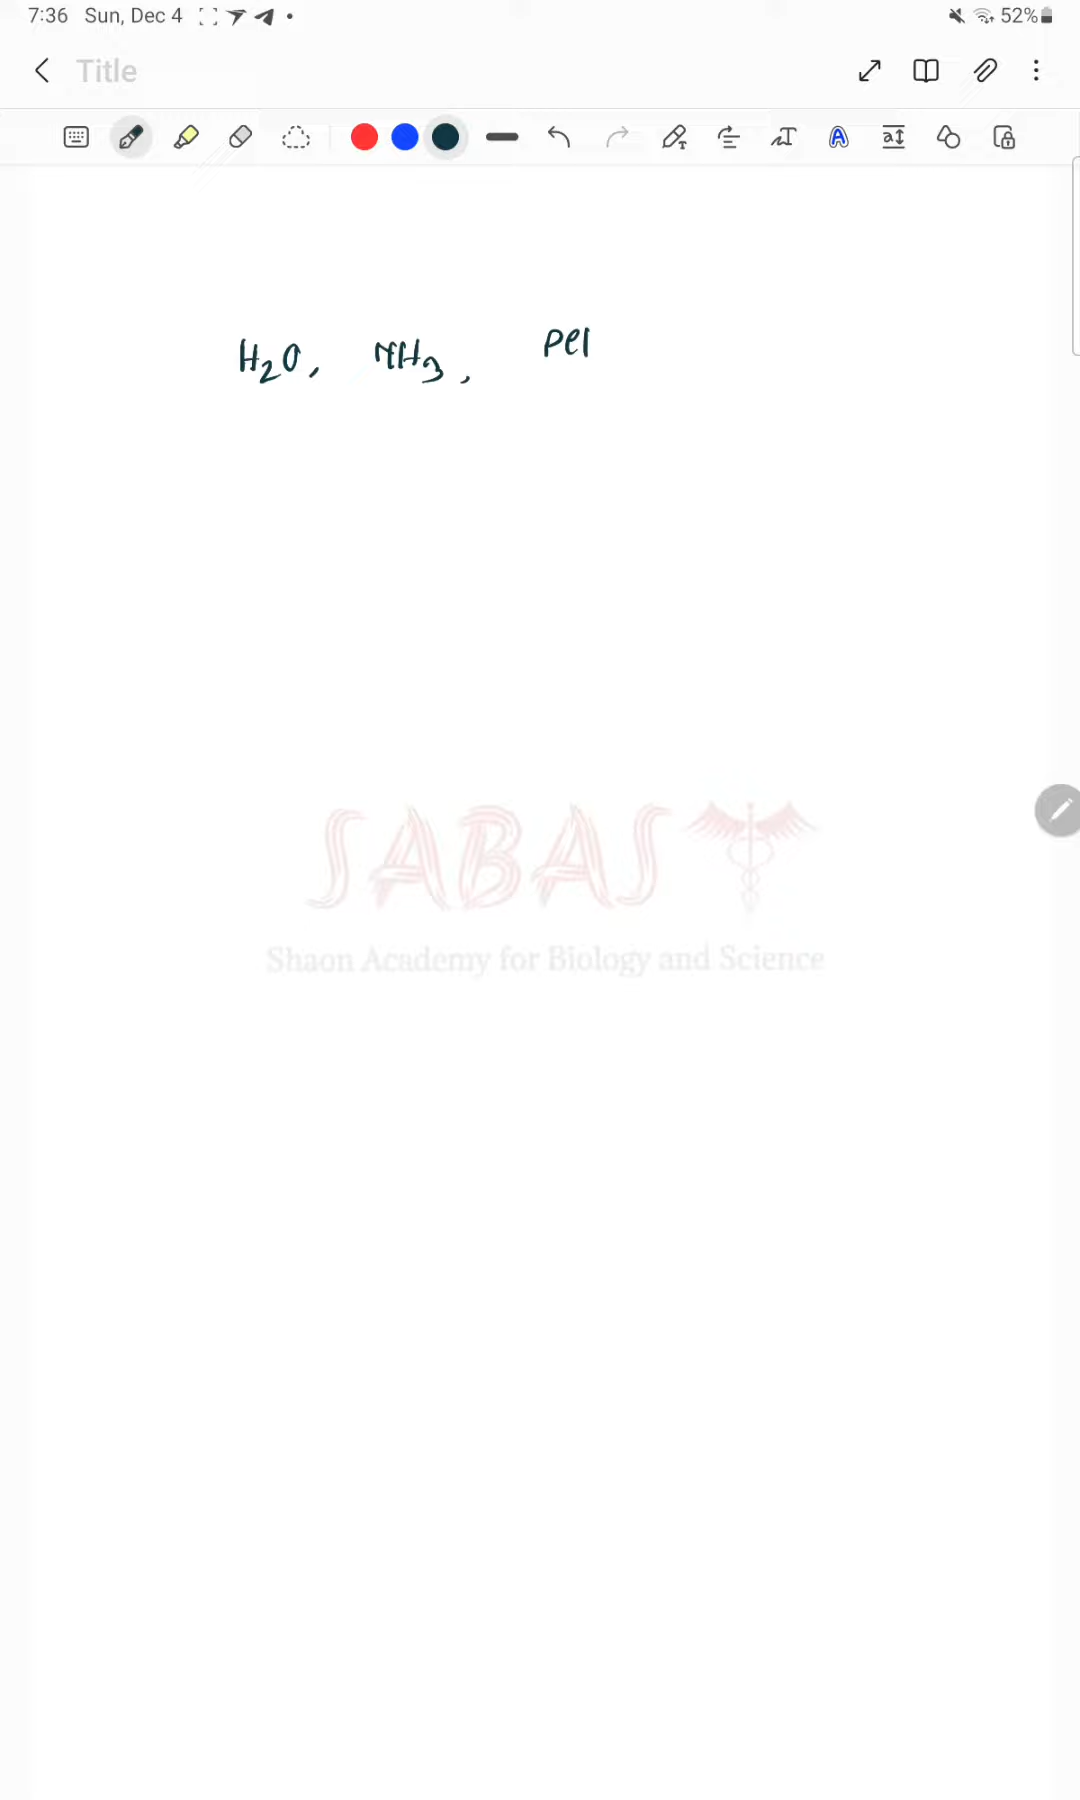 7:36 Sun, Dec 4 52%
Title
H₂O, NH₃, PCl
SABAS
Shaon Academy for Biology and Science